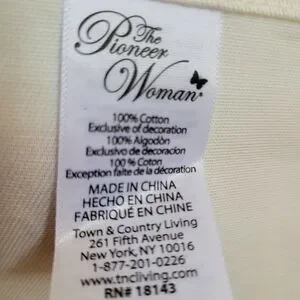 The
Pioneer
Woman®
100% Cotton
Exclusive of decoration
100% Algodón
Exclusivo de decoracion
100 % Coton
Exception faite de la décoration
MADE IN CHINA
HECHO EN CHINA
FABRIQUÉ EN CHINE
Town & Country Living
261 Fifth Avenue
New York, NY 10016
1-877-201-0226
www.tncliving.com
RN# 18143